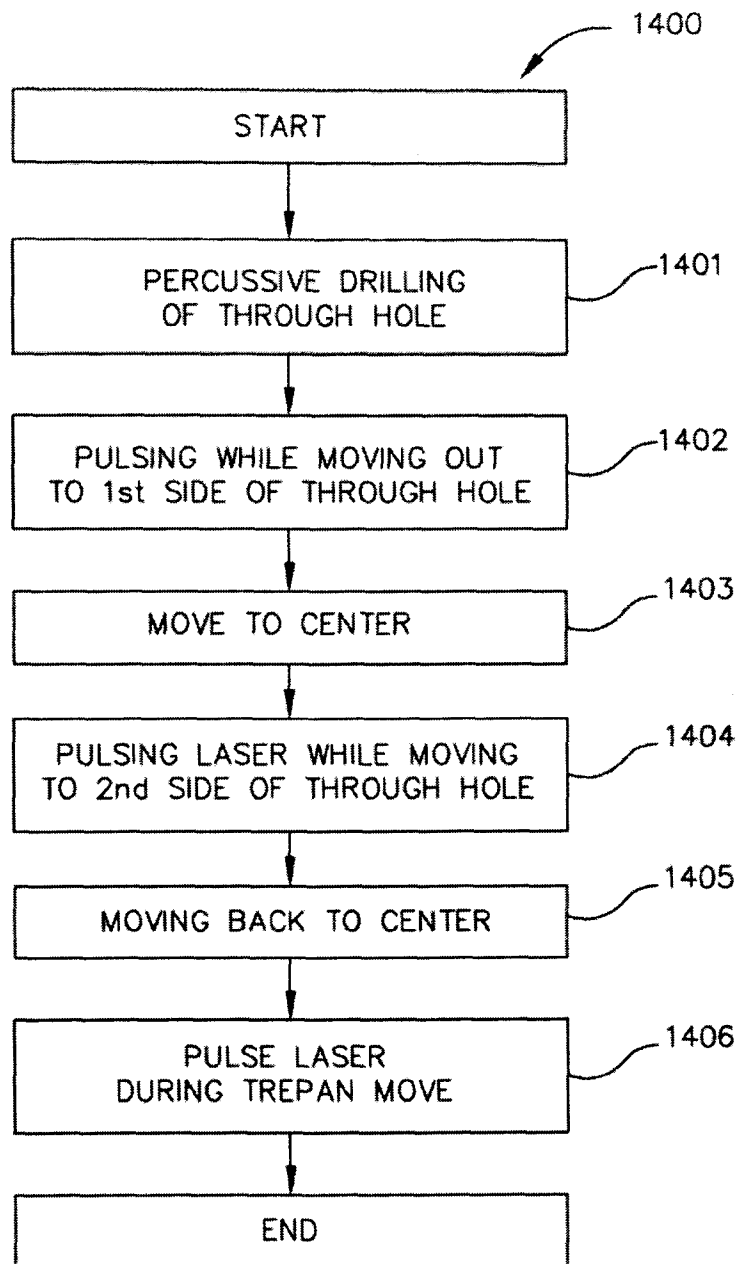 1400
START
PERCUSSIVE DRILLING
OF THROUGH HOLE
1401
PULSING WHILE MOVING OUT
TO 1st SIDE OF THROUGH HOLE
1402
MOVE TO CENTER
1403
PULSING LASER WHILE MOVING
TO 2nd SIDE OF THROUGH HOLE
1404
MOVING BACK TO CENTER
1405
PULSE LASER
DURING TREPAN MOVE
1406
END